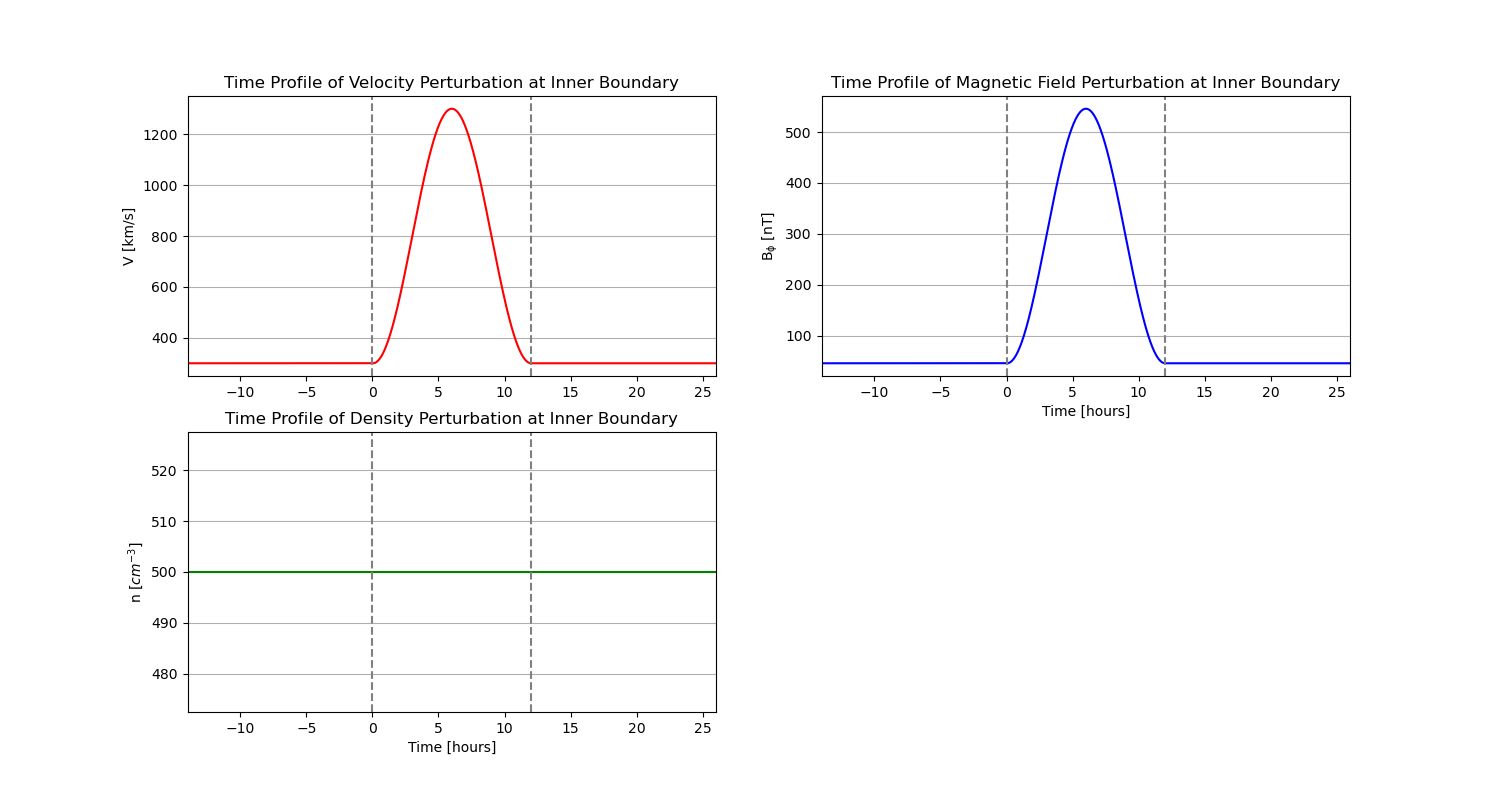 Time Profile of Velocity Perturbation at Inner Boundary
V [km/s]
1200
1000
800
600
400
−10 −5 0 5 10 15 20 25
Time Profile of Magnetic Field Perturbation at Inner Boundary
B_ϕ [nT]
500
400
300
200
100
−10 −5 0 5 10 15 20 25
Time [hours]
Time Profile of Density Perturbation at Inner Boundary
n [cm⁻³]
520
510
500
490
480
−10 −5 0 5 10 15 20 25
Time [hours]